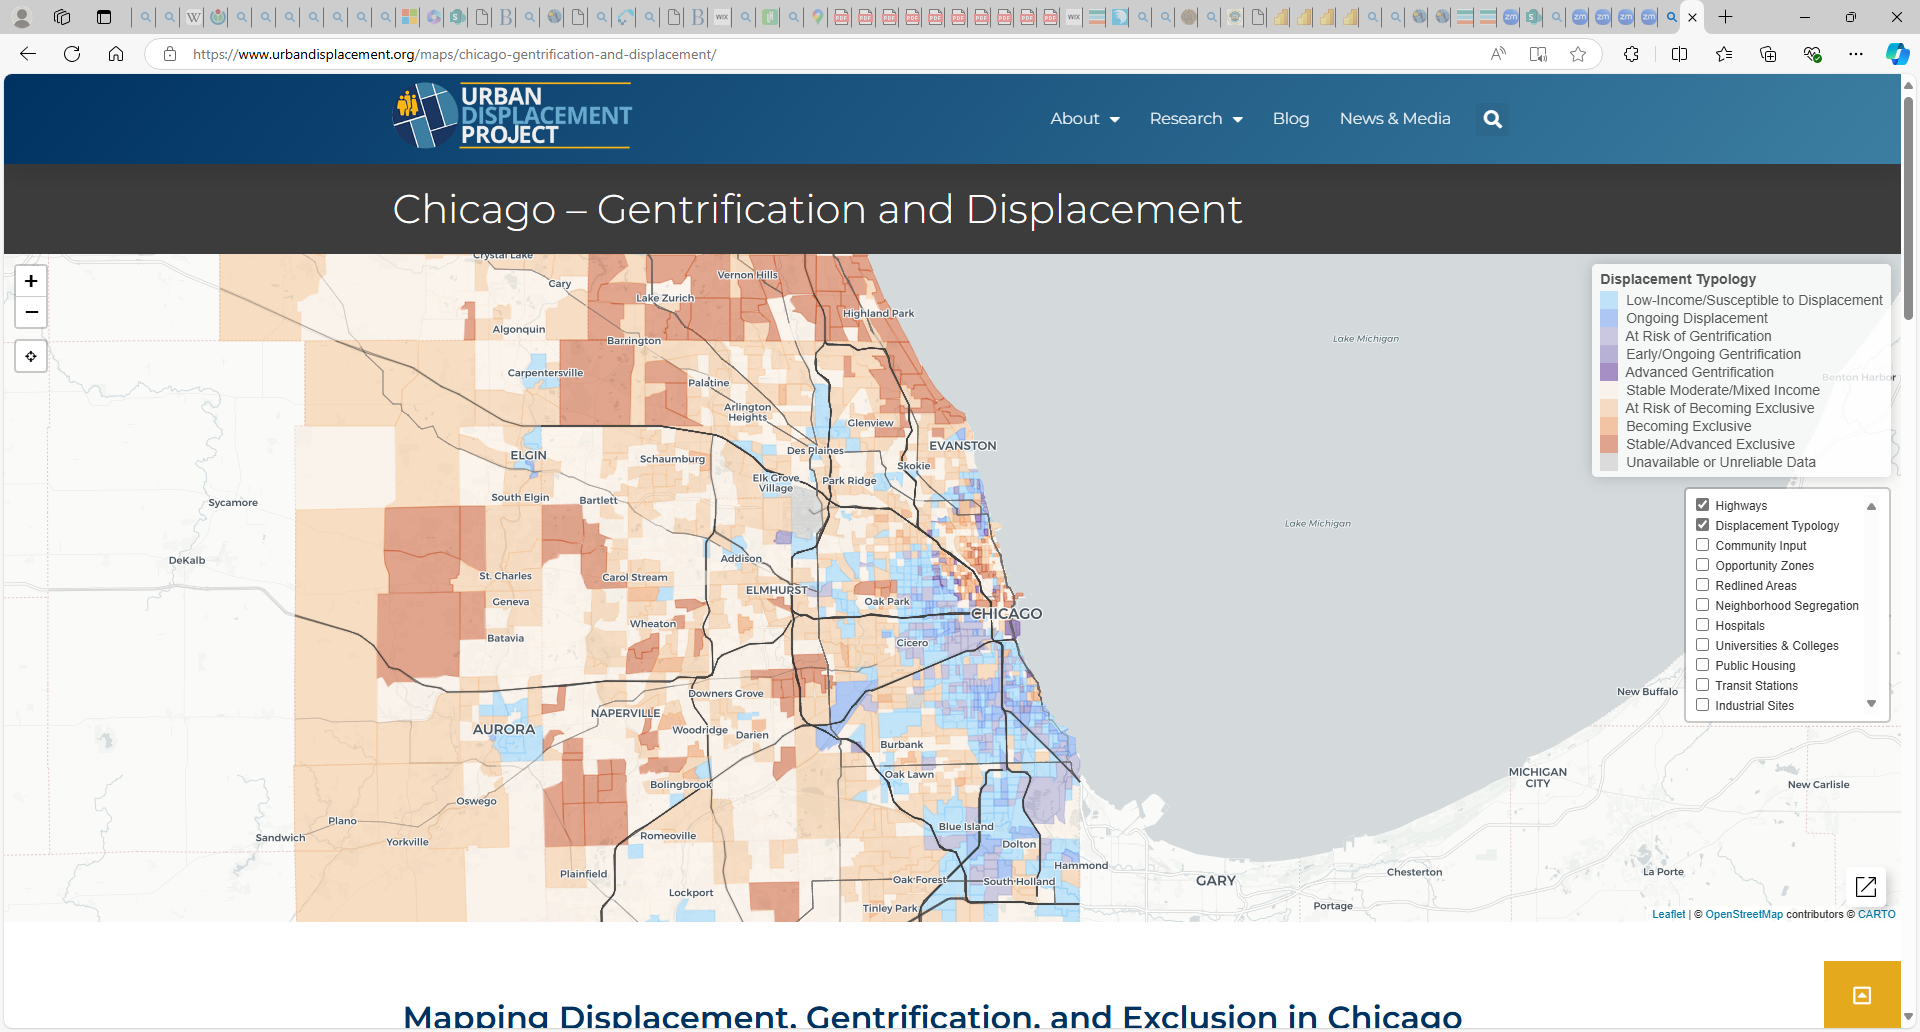 https://www.urbandisplacement.org/maps/chicago-gentrification-and-displacement/
URBAN
DISPLACEMENT
PROJECT
About
Research
Blog
News & Media
Chicago – Gentrification and Displacement
+
−
Crystal Lake
Cary
Vernon Hills
Lake Zurich
Highland Park
Algonquin
Barrington
Lake Michigan
Carpentersville
Palatine
Arlington
Heights
Glenview
EVANSTON
ELGIN
Schaumburg
Des Plaines
Skokie
Elk Grove
Village
Park Ridge
South Elgin
Bartlett
Sycamore
Lake Michigan
DeKalb
Addison
St. Charles
Carol Stream
ELMHURST
Geneva
Oak Park
CHICAGO
Wheaton
Batavia
Cicero
Downers Grove
NAPERVILLE
AURORA
Woodridge
Darien
Burbank
Oak Lawn
Bolingbrook
Oswego
Plano
Sandwich
Yorkville
Romeoville
Blue Island
Dolton
Plainfield
Lockport
Oak Forest
South Holland
Hammond
Tinley Park
GARY
Portage
Chesterton
MICHIGAN
CITY
New Buffalo
New Carlisle
La Porte
Benton Harbor
Displacement Typology
Low-Income/Susceptible to Displacement
Ongoing Displacement
At Risk of Gentrification
Early/Ongoing Gentrification
Advanced Gentrification
Stable Moderate/Mixed Income
At Risk of Becoming Exclusive
Becoming Exclusive
Stable/Advanced Exclusive
Unavailable or Unreliable Data
Highways
Displacement Typology
Community Input
Opportunity Zones
Redlined Areas
Neighborhood Segregation
Hospitals
Universities & Colleges
Public Housing
Transit Stations
Industrial Sites
Leaflet | © OpenStreetMap contributors © CARTO
Mapping Displacement, Gentrification, and Exclusion in Chicago